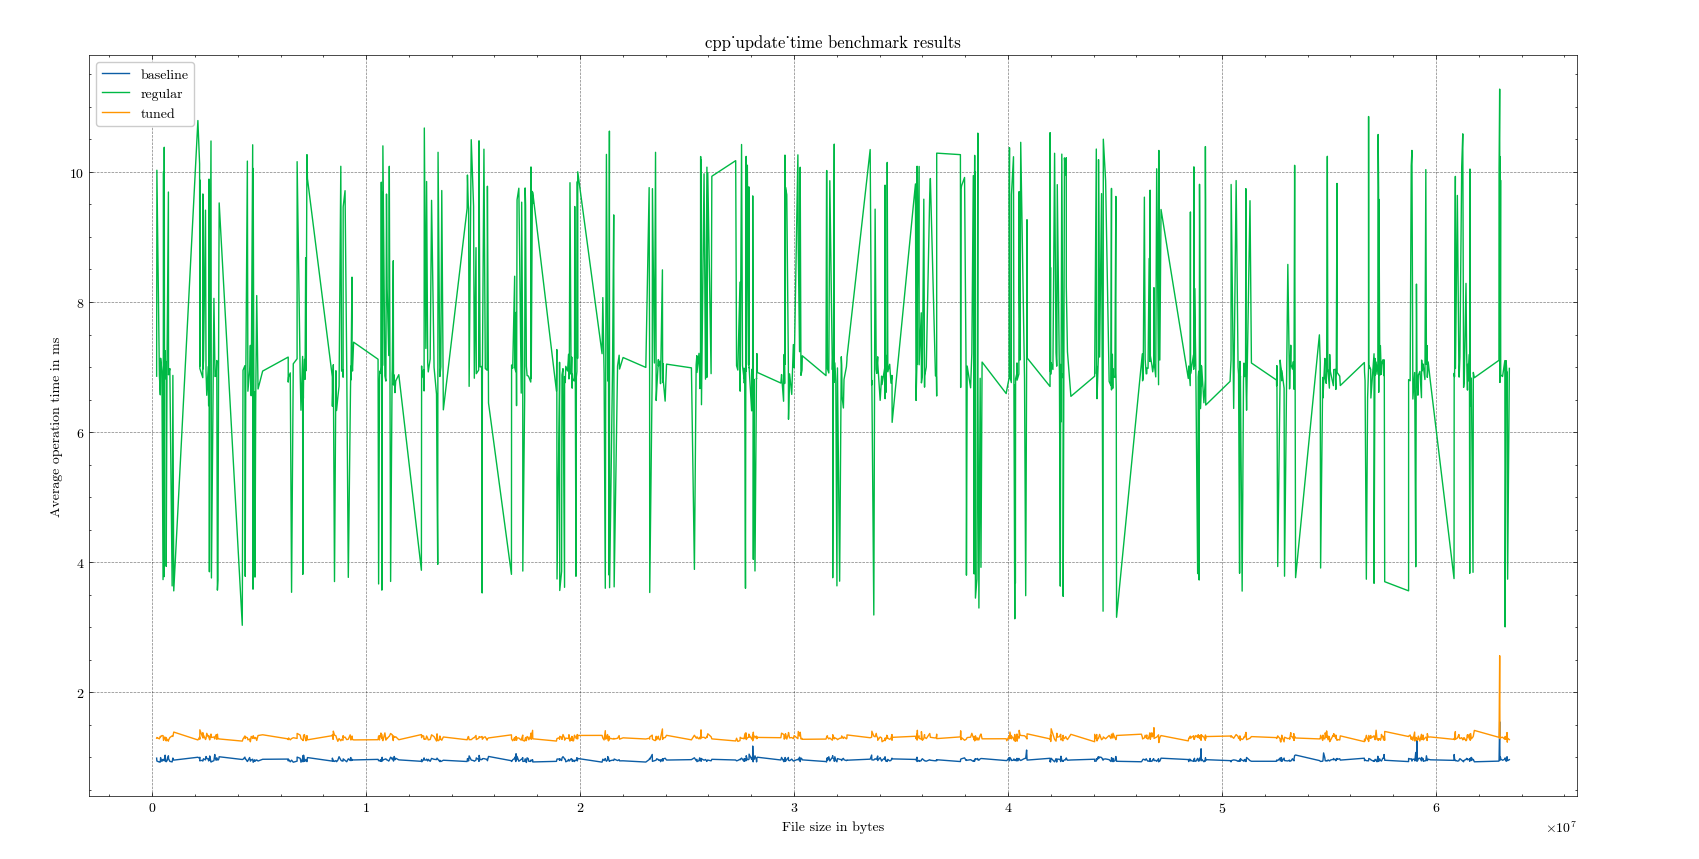 cpp˙update˙time benchmark results
baseline
regular
tuned
10
8
6
4
2
Average operation time in ms
0 1 2 3 4 5 6
File size in bytes
×10⁷